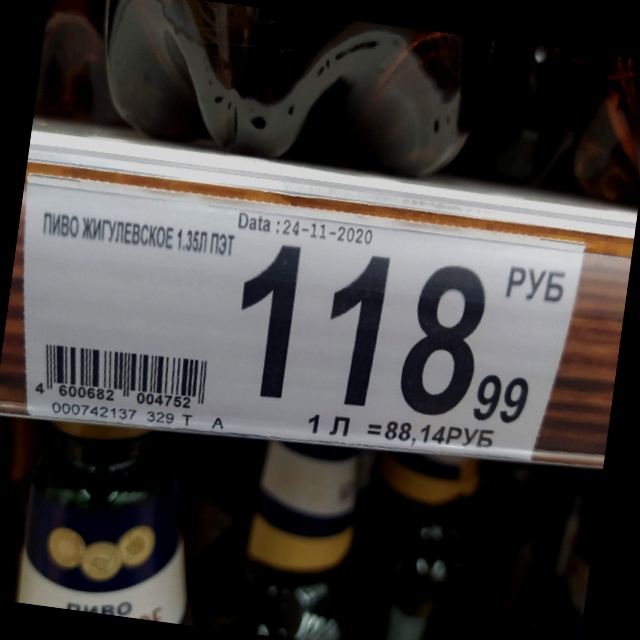 ПИВО ЖИГУЛЕВСКОЕ 1.35Л ПЭТ
Data :24-11-2020
118 99 РУБ
4 600682 004752
000742137 329 Т А
1 Л =88,14РУБ
ПИВО